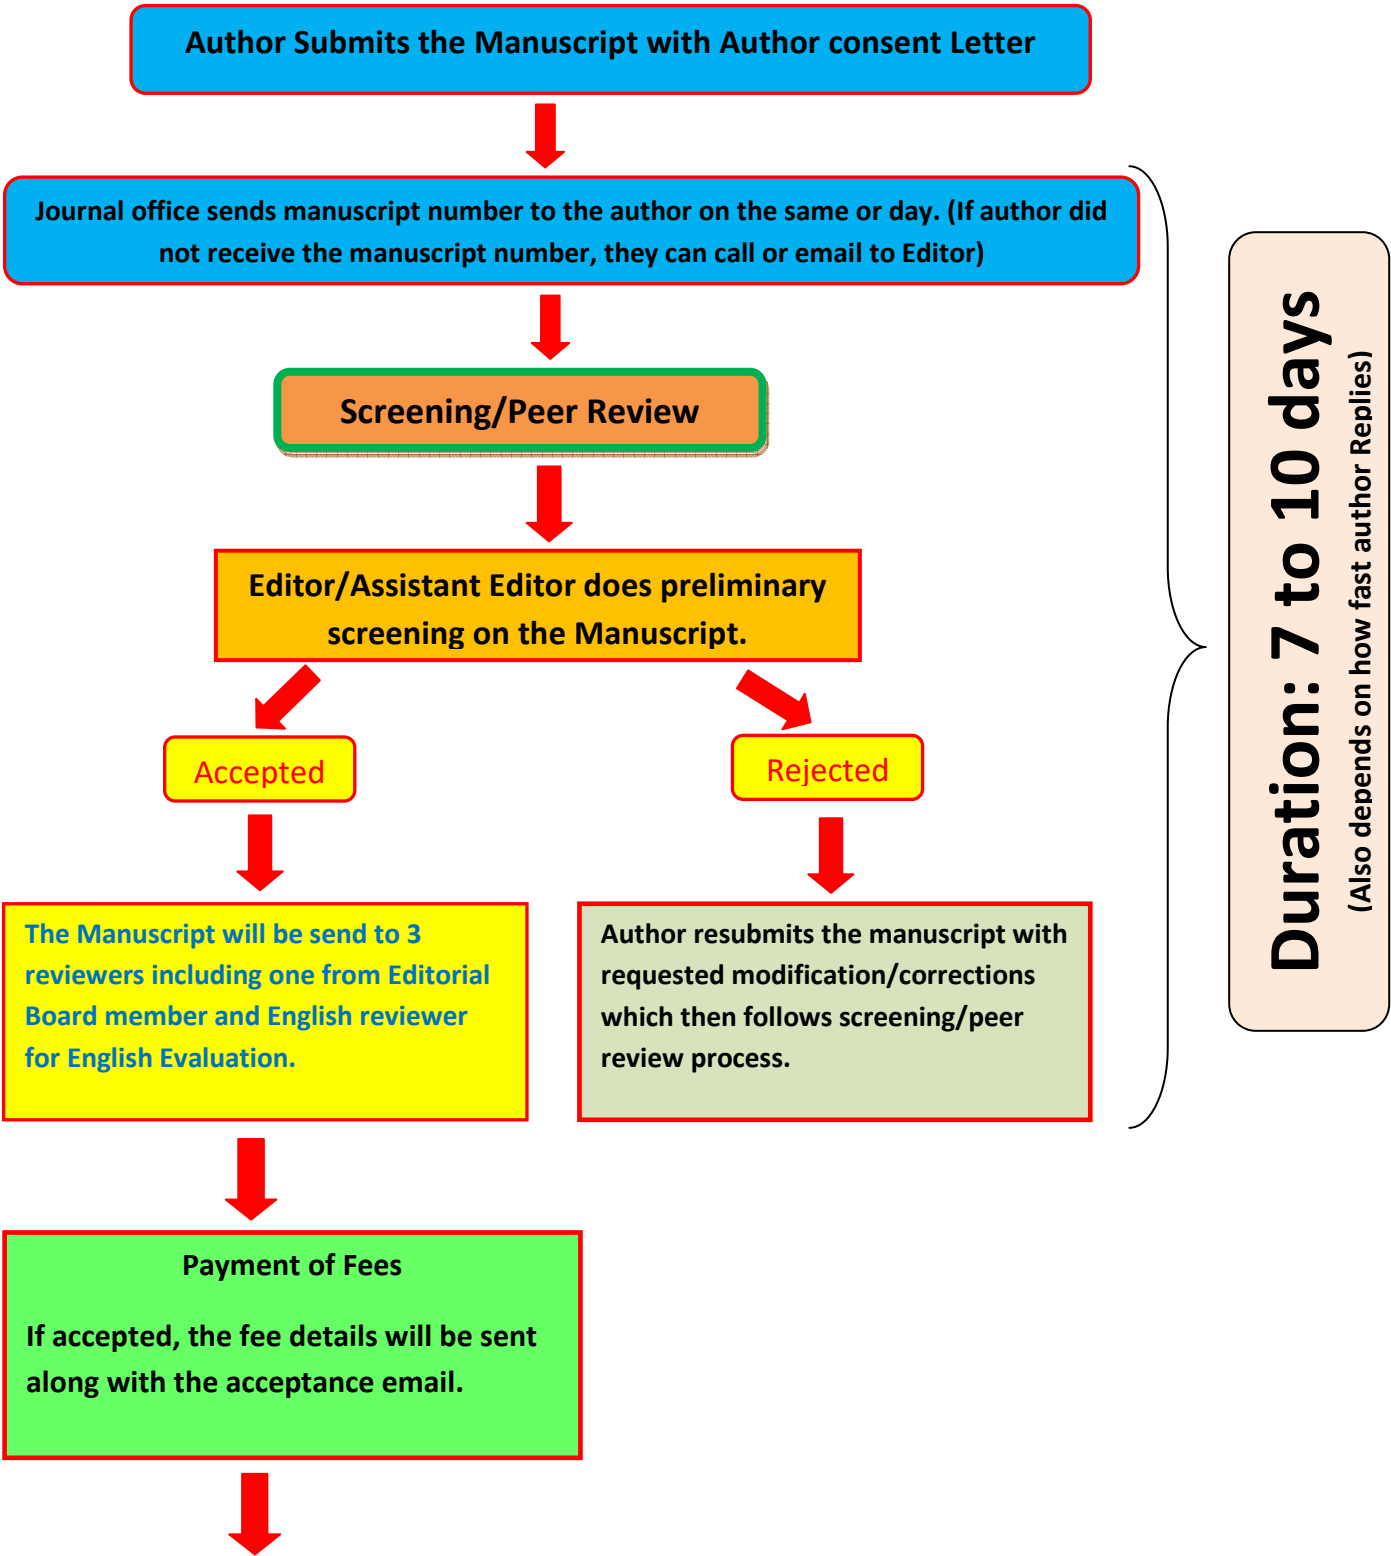 Author Submits the Manuscript with Author consent Letter
Journal office sends manuscript number to the author on the same or day. (If author did
not receive the manuscript number, they can call or email to Editor)
Screening/Peer Review
Editor/Assistant Editor does preliminary
screening on the Manuscript.
Accepted
Rejected
The Manuscript will be send to 3
reviewers including one from Editorial
Board member and English reviewer
for English Evaluation.
Author resubmits the manuscript with
requested modification/corrections
which then follows screening/peer
review process.
Payment of Fees
If accepted, the fee details will be sent
along with the acceptance email.
Duration: 7 to 10 days
(Also depends on how fast author Replies)